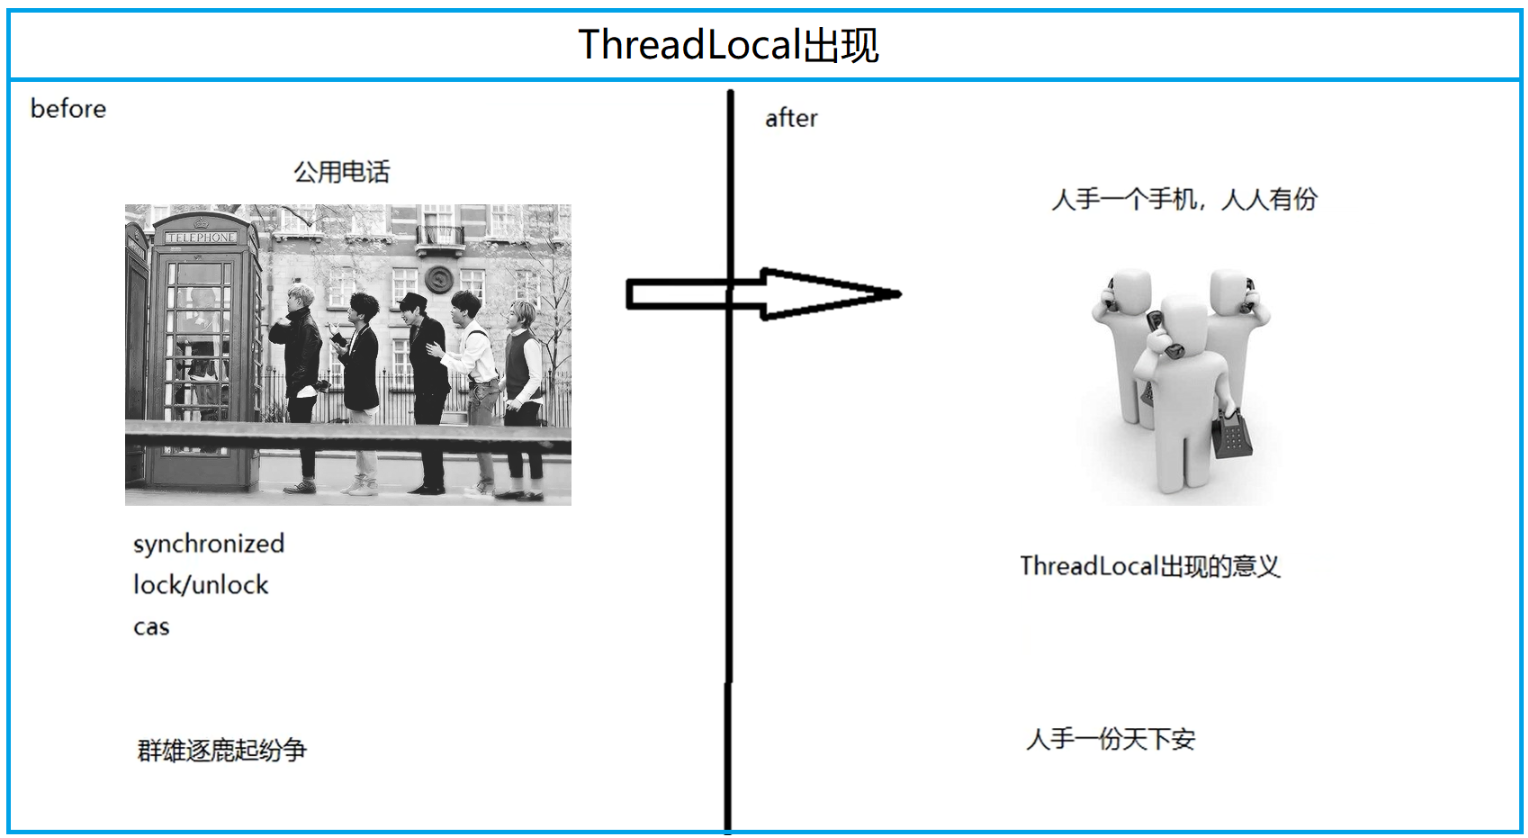 ThreadLocal出现
before
公用电话
TELEPHONE
synchronized
lock/unlock
cas
群雄逐鹿起纷争
after
人手一个手机，人人有份
ThreadLocal出现的意义
人手一份天下安